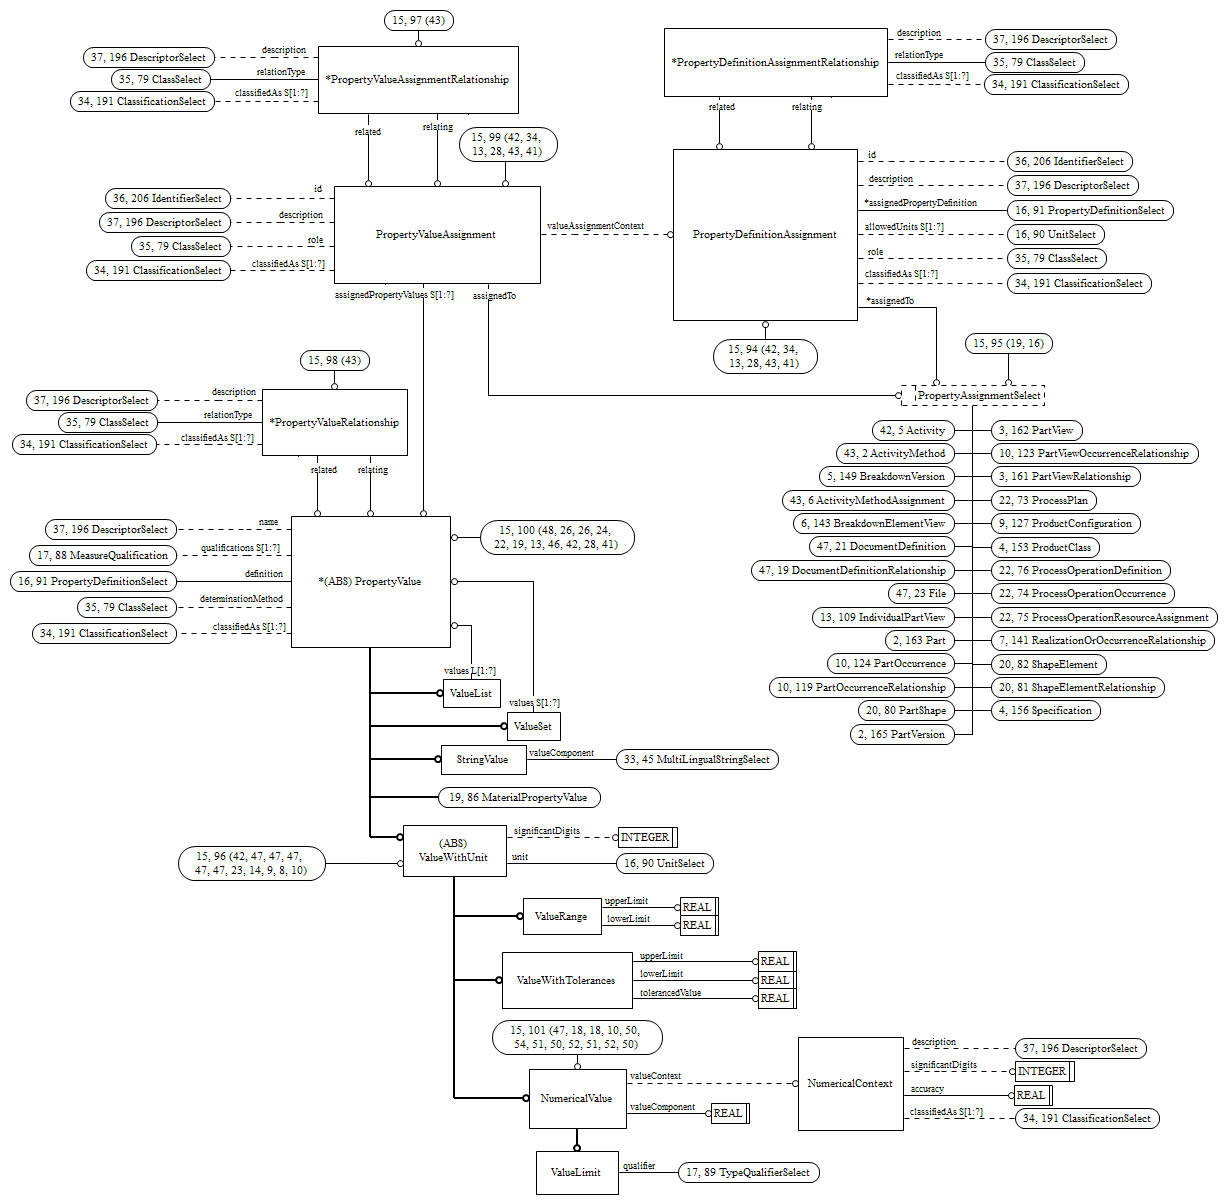 15, 97 (43)
description
37, 196 DescriptorSelect
relationType
35, 79 ClassSelect
classifiedAs S[1:?]
34, 191 ClassificationSelect
*PropertyValueAssignmentRelationship
related
relating
15, 99 (42, 34,
13, 28, 43, 41)
*PropertyDefinitionAssignmentRelationship
description
37, 196 DescriptorSelect
relationType
35, 79 ClassSelect
classifiedAs S[1:?]
34, 191 ClassificationSelect
related
relating
id
36, 206 IdentifierSelect
description
37, 196 DescriptorSelect
role
35, 79 ClassSelect
classifiedAs S[1:?]
34, 191 ClassificationSelect
PropertyValueAssignment
valueAssignmentContext
assignedPropertyValues S[1:?]
assignedTo
PropertyDefinitionAssignment
id
36, 206 IdentifierSelect
description
37, 196 DescriptorSelect
*assignedPropertyDefinition
16, 91 PropertyDefinitionSelect
allowedUnits S[1:?]
16, 90 UnitSelect
role
35, 79 ClassSelect
classifiedAs S[1:?]
34, 191 ClassificationSelect
*assignedTo
15, 94 (42, 34,
13, 28, 43, 41)
15, 95 (19, 16)
PropertyAssignmentSelect
15, 98 (43)
description
37, 196 DescriptorSelect
relationType
35, 79 ClassSelect
classifiedAs S[1:?]
34, 191 ClassificationSelect
*PropertyValueRelationship
related
relating
42, 5 Activity
3, 162 PartView
43, 2 ActivityMethod
10, 123 PartViewOccurrenceRelationship
5, 149 BreakdownVersion
3, 161 PartViewRelationship
43, 6 ActivityMethodAssignment
22, 73 ProcessPlan
6, 143 BreakdownElementView
9, 127 ProductConfiguration
47, 21 DocumentDefinition
4, 153 ProductClass
47, 19 DocumentDefinitionRelationship
22, 76 ProcessOperationDefinition
47, 23 File
22, 74 ProcessOperationOccurrence
13, 109 IndividualPartView
22, 75 ProcessOperationResourceAssignment
2, 163 Part
7, 141 RealizationOrOccurrenceRelationship
10, 124 PartOccurrence
20, 82 ShapeElement
10, 119 PartOccurrenceRelationship
20, 81 ShapeElementRelationship
20, 80 PartShape
4, 156 Specification
2, 165 PartVersion
name
37, 196 DescriptorSelect
qualifications S[1:?]
17, 88 MeasureQualification
definition
16, 91 PropertyDefinitionSelect
determinationMethod
35, 79 ClassSelect
classifiedAs S[1:?]
34, 191 ClassificationSelect
*(ABS) PropertyValue
15, 100 (48, 26, 26, 24,
22, 19, 13, 46, 42, 28, 41)
values L[1:?]
ValueList
values S[1:?]
ValueSet
StringValue
valueComponent
33, 45 MultiLingualStringSelect
19, 86 MaterialPropertyValue
15, 96 (42, 47, 47, 47,
47, 47, 23, 14, 9, 8, 10)
(ABS)
ValueWithUnit
significantDigits
INTEGER
unit
16, 90 UnitSelect
ValueRange
upperLimit
REAL
lowerLimit
REAL
ValueWithTolerances
upperLimit
REAL
lowerLimit
REAL
tolerancedValue
REAL
15, 101 (47, 18, 18, 10, 50,
54, 51, 50, 52, 51, 52, 50)
NumericalValue
valueContext
valueComponent
REAL
NumericalContext
description
37, 196 DescriptorSelect
significantDigits
INTEGER
accuracy
REAL
classifiedAs S[1:?]
34, 191 ClassificationSelect
ValueLimit
qualifier
17, 89 TypeQualifierSelect